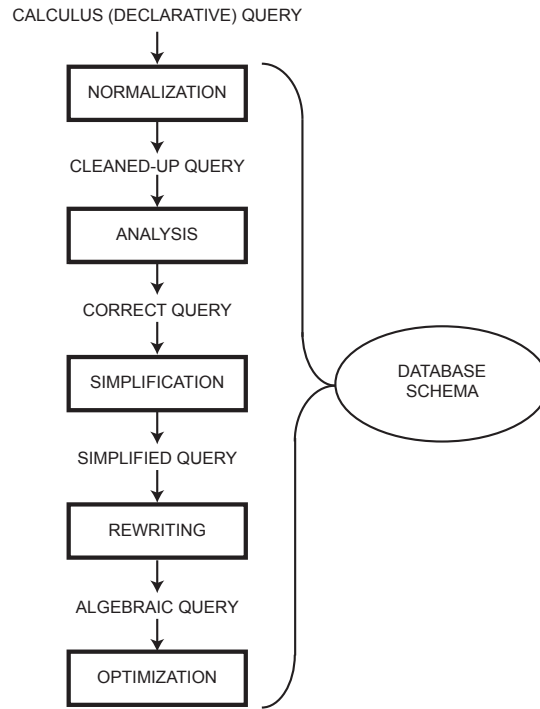 CALCULUS (DECLARATIVE) QUERY
NORMALIZATION
CLEANED-UP QUERY
ANALYSIS
CORRECT QUERY
SIMPLIFICATION
SIMPLIFIED QUERY
REWRITING
ALGEBRAIC QUERY
OPTIMIZATION
DATABASE
SCHEMA